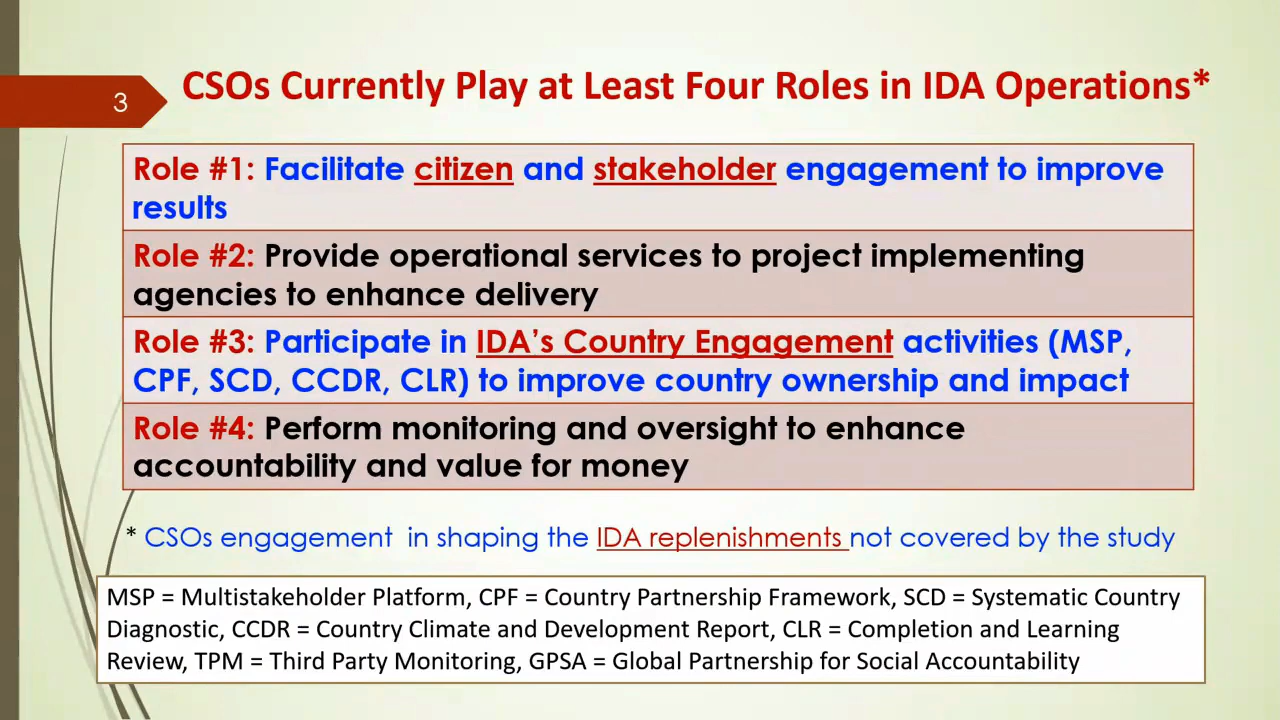 3
CSOs Currently Play at Least Four Roles in IDA Operations*
Role #1: Facilitate citizen and stakeholder engagement to improve
results
Role #2: Provide operational services to project implementing
agencies to enhance delivery
Role #3: Participate in IDA’s Country Engagement activities (MSP,
CPF, SCD, CCDR, CLR) to improve country ownership and impact
Role #4: Perform monitoring and oversight to enhance
accountability and value for money
* CSOs engagement in shaping the IDA replenishments not covered by the study
MSP = Multistakeholder Platform, CPF = Country Partnership Framework, SCD = Systematic Country
Diagnostic, CCDR = Country Climate and Development Report, CLR = Completion and Learning
Review, TPM = Third Party Monitoring, GPSA = Global Partnership for Social Accountability